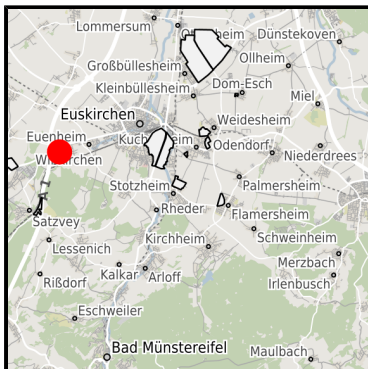 Lommersum
Dünstekoven
Großbüllesheim
Ollheim
Kleinbüllesheim
Dom-Esch
Miel
Euskirchen
Weidesheim
Euenheim
Odendorf
Niederdrees
Stotzheim
Palmersheim
Rheder
Flamersheim
Satzvey
Lessenich
Kirchheim
Schweinheim
Merzbach
Kalkar
Arloff
Rißdorf
Irlenbusch
Eschweiler
Bad Münstereifel
Maulbach